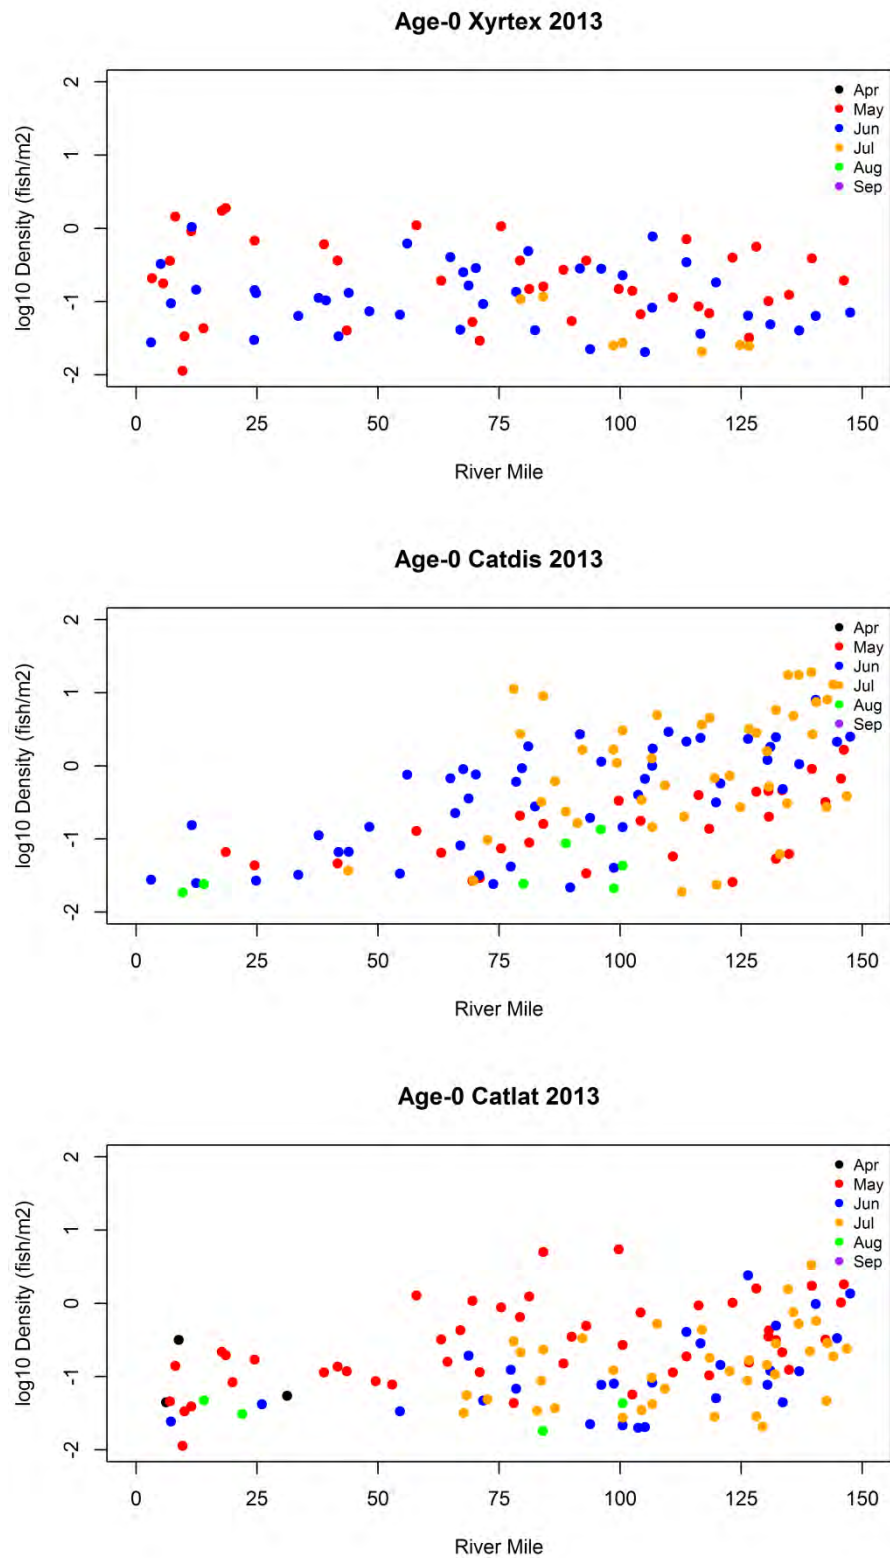 Age-0 Xyrtex 2013
log10 Density (fish/m2)
2
1
0
-1
-2
Apr
May
Jun
Jul
Aug
Sep
0 25 50 75 100 125 150
River Mile
Age-0 Catdis 2013
log10 Density (fish/m2)
2
1
0
-1
-2
Apr
May
Jun
Jul
Aug
Sep
0 25 50 75 100 125 150
River Mile
Age-0 Catlat 2013
log10 Density (fish/m2)
2
1
0
-1
-2
Apr
May
Jun
Jul
Aug
Sep
0 25 50 75 100 125 150
River Mile